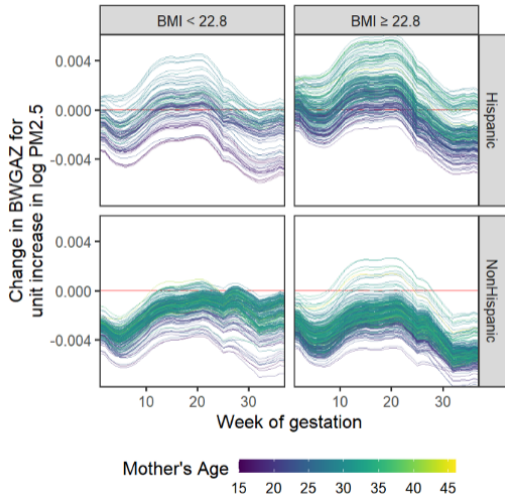 BMI < 22.8
BMI ≥ 22.8
Change in BWGAZ for
unit increase in log PM2.5
0.004
0.000
-0.004
Hispanic
0.004
0.000
-0.004
NonHispanic
10 20 30 10 20 30
Week of gestation
Mother's Age
15 20 25 30 35 40 45